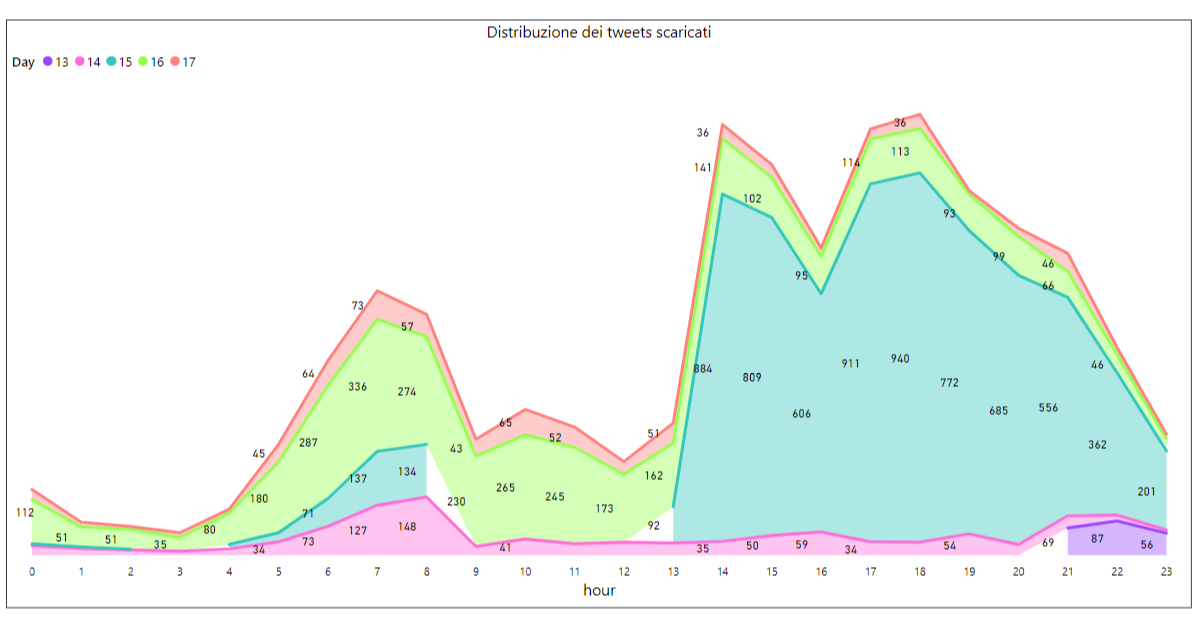 Distribuzione dei tweets scaricati
Day 13 14 15 16 17
36 36
141 114 113
102
93
99 46
95 66
73
57
64 336 274 884 809 911 940 772 46
606 685 556
65
52 51
45 287 43 362
137 134 162
180 230 265 245 173 201
112 71 127 148 92
51 51 35 80 34 73 41 35 50 59 34 54 69 87 56
0 1 2 3 4 5 6 7 8 9 10 11 12 13 14 15 16 17 18 19 20 21 22 23
hour